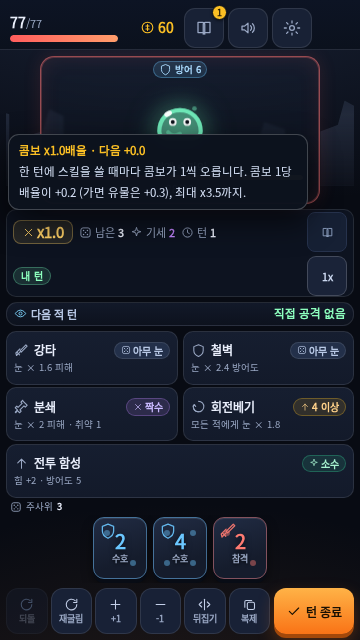 77/77
60
1
방어 6
콤보 x1.0배율 · 다음 +0.0
한 턴에 스킬을 쓸 때마다 콤보가 1씩 오릅니다. 콤보 1당
배율이 +0.2 (가면 유물은 +0.3), 최대 x3.5까지.
x1.0
남은 3
기세 2
턴 1
내 턴
1x
다음 적 턴
직접 공격 없음
강타
아무 눈
눈 × 1.6 피해
철벽
아무 눈
눈 × 2.4 방어도
분쇄
짝수
눈 × 2 피해 · 취약 1
회전베기
4 이상
모든 적에게 눈 × 1.8
전투 함성
소수
힘 +2 · 방어도 5
주사위 3
2
수호
4
수호
2
참격
되돌
재굴림
+1
-1
뒤집기
복제
턴 종료